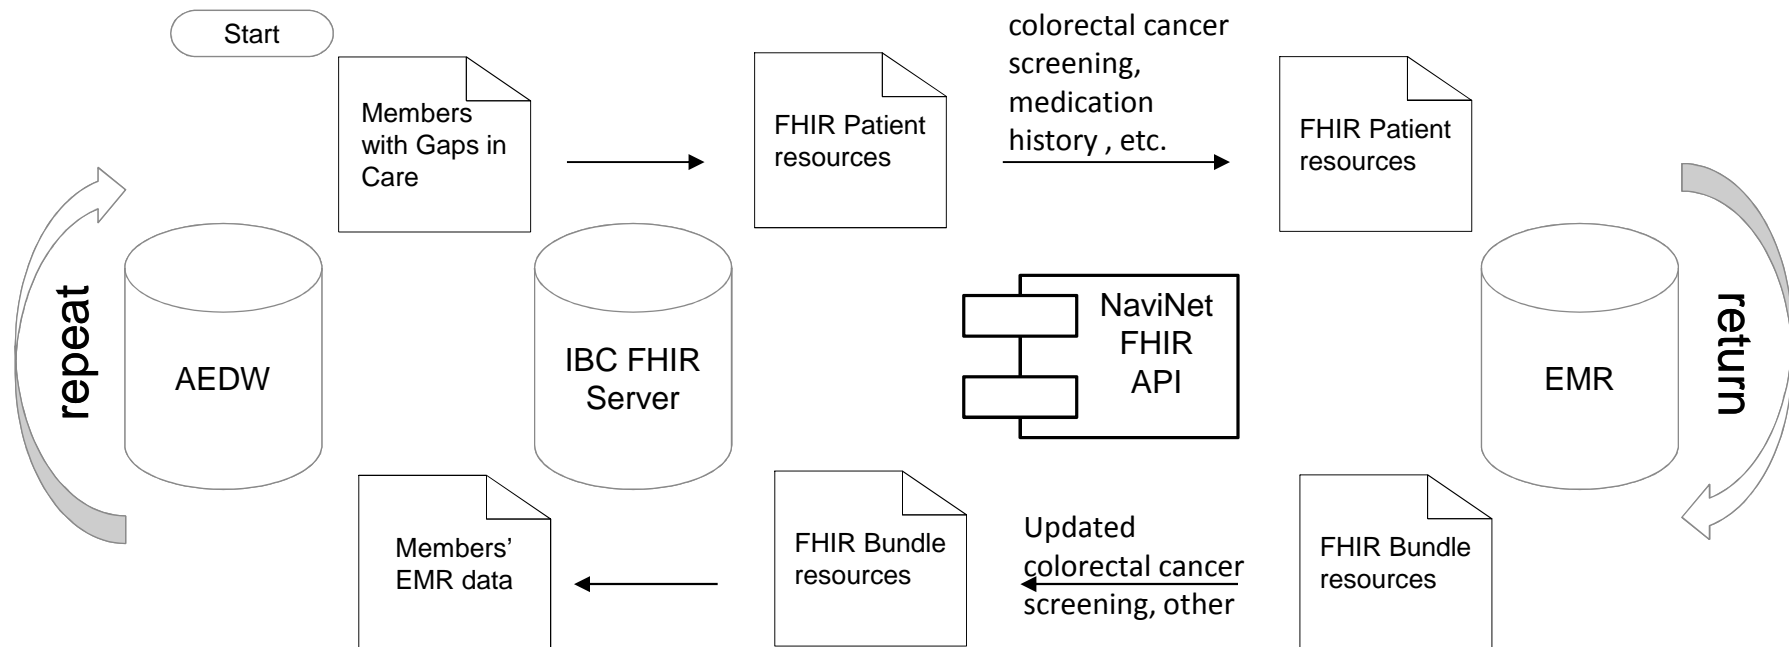 Start
Members
with Gaps in
Care
FHIR Patient
resources
colorectal cancer
screening,
medication
history , etc.
FHIR Patient
resources
repeat
AEDW
IBC FHIR
Server
NaviNet
FHIR
API
EMR
return
Members’
EMR data
FHIR Bundle
resources
Updated
colorectal cancer
screening, other
FHIR Bundle
resources